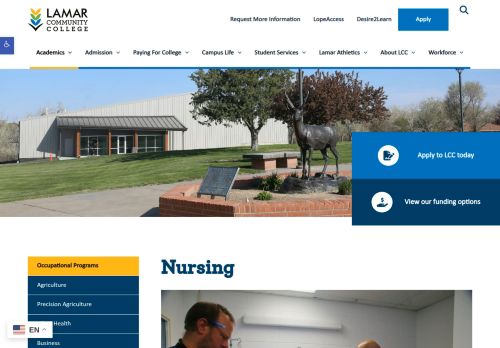 LAMAR
COMMUNITY
COLLEGE
Request More Information LopeAccess Desire2Learn Apply
Academics Admission Paying For College Campus Life Student Services Lamar Athletics About LCC Workforce
Apply to LCC today
View our funding options
Occupational Programs
Agriculture
Precision Agriculture
Health
Business
Nursing
EN